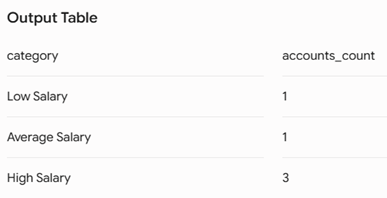 Output Table
category accounts_count
Low Salary 1
Average Salary 1
High Salary 3